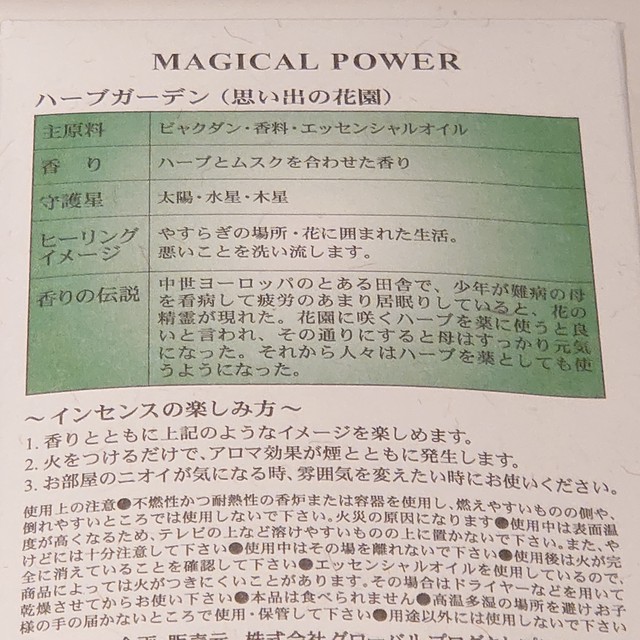 MAGICAL POWER
ハーブガーデン（思い出の花園）
主原料 ビャクダン・香料・エッセンシャルオイル
香り ハーブとムスクを合わせた香り
守護星 太陽・水星・木星
ヒーリング やすらぎの場所・花に囲まれた生活。
イメージ 悪いことを洗い流します。
香りの伝説 中世ヨーロッパのとある田舎で、少年が難病の母
を看病して疲労のあまり居眠りしていると、花の
精霊が現れた。花園に咲くハーブを薬に使うと良
いと言われ、その通りにすると母はすっかり元気
になった。それから人々はハーブを薬としても使
うようになった。
～インセンスの楽しみ方～
1. 香りとともに上記のようなイメージを楽しめます。
2. 火をつけるだけで、アロマ効果が煙とともに発生します。
3. お部屋のニオイが気になる時、雰囲気を変えたい時にお使いください。
使用上の注意●不燃性かつ耐熱性の香炉または容器を使用し、燃えやすいものの側や、
倒れやすいところでは使用しないで下さい。火災の原因になります●使用中は表面温
度が高くなるため、テレビの上など溶けやすいものの上に置かないで下さい。また、や
けどには十分注意して下さい●使用中はその場を離れないで下さい●使用後は火が完
全に消えていることを確認して下さい●エッセンシャルオイルを使用しているので、
商品によっては火がつきにくいことがあります。その場合はドライヤーなどを用いて
乾燥させてからお使い下さい●本品は食べられません●高温多湿の場所を避け、お子
様の手の届かないところで使用・保管して下さい●用途以外には使用しないで下さい